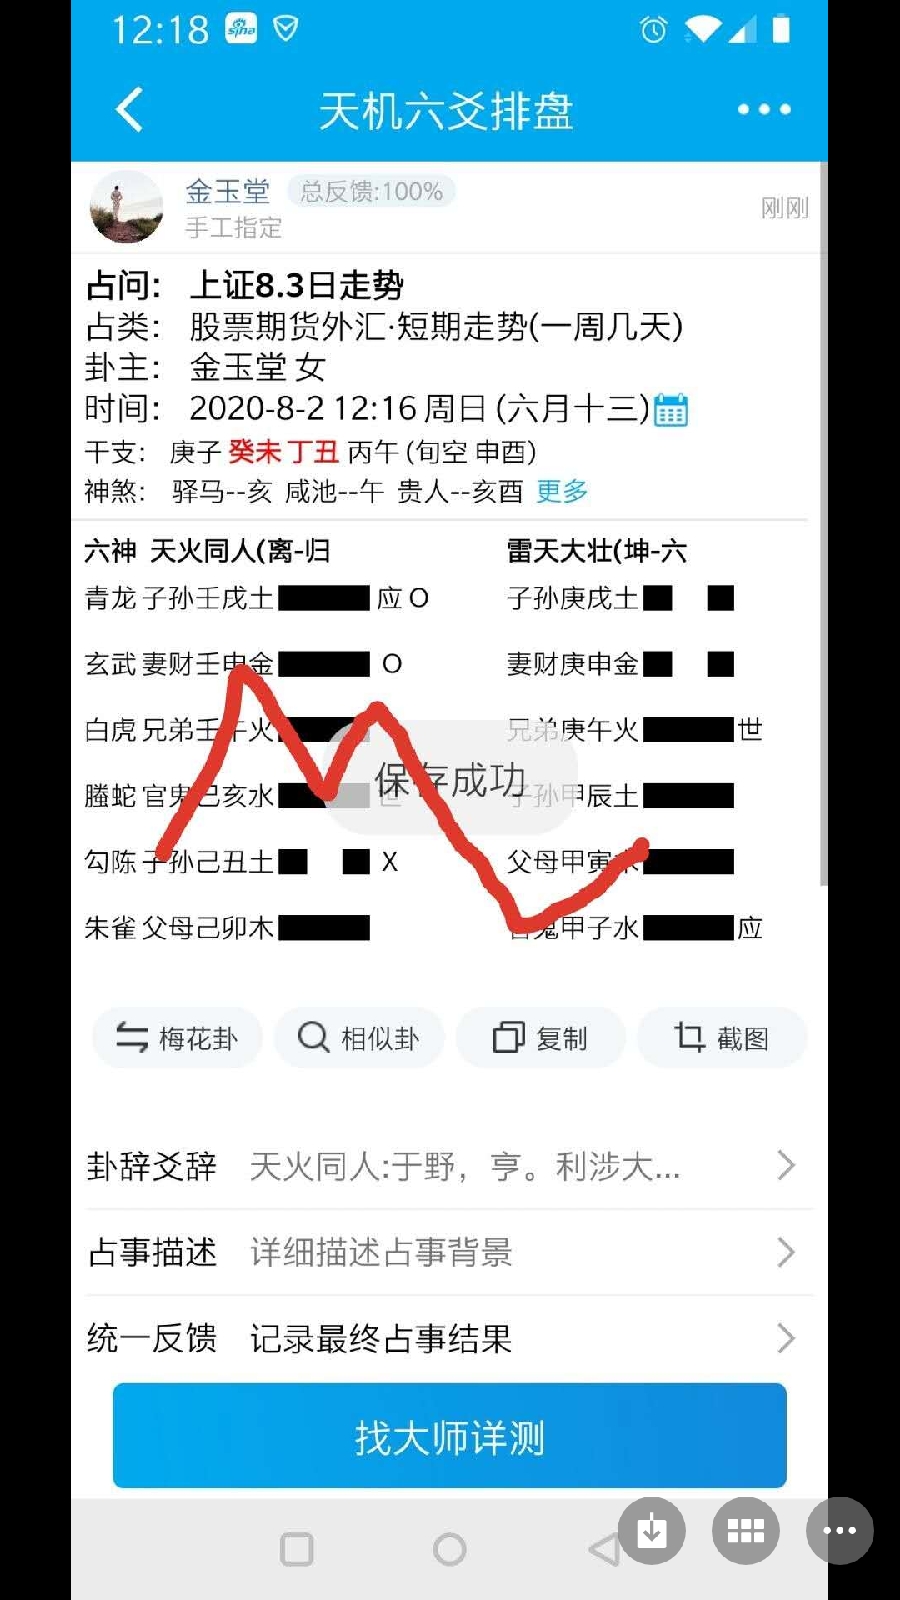 12:18 sina
天机六爻排盘
金玉堂 总反馈:100%
手工指定
刚刚
占问: 上证8.3日走势
占类: 股票期货外汇·短期走势(一周几天)
卦主: 金玉堂 女
时间: 2020-8-2 12:16 周日 (六月十三)
干支: 庚子 癸未 丁丑 丙午 (旬空 申酉)
神煞: 驿马--亥 咸池--午 贵人--亥酉 更多
六神 天火同人(离-归 雷天大壮(坤-六
青龙 子孙壬戌土 应 O 子孙庚戌土
玄武 妻财壬申金 O 妻财庚申金
白虎 兄弟壬午火 兄弟庚午火 世
螣蛇 官鬼己亥水 世 子孙甲辰土
保存成功
勾陈 子孙己丑土 X 父母甲寅木
朱雀 父母己卯木 官鬼甲子水 应
梅花卦 相似卦 复制 截图
卦辞爻辞 天火同人:于野，亨。利涉大...
占事描述 详细描述占事背景
统一反馈 记录最终占事结果
找大师详测